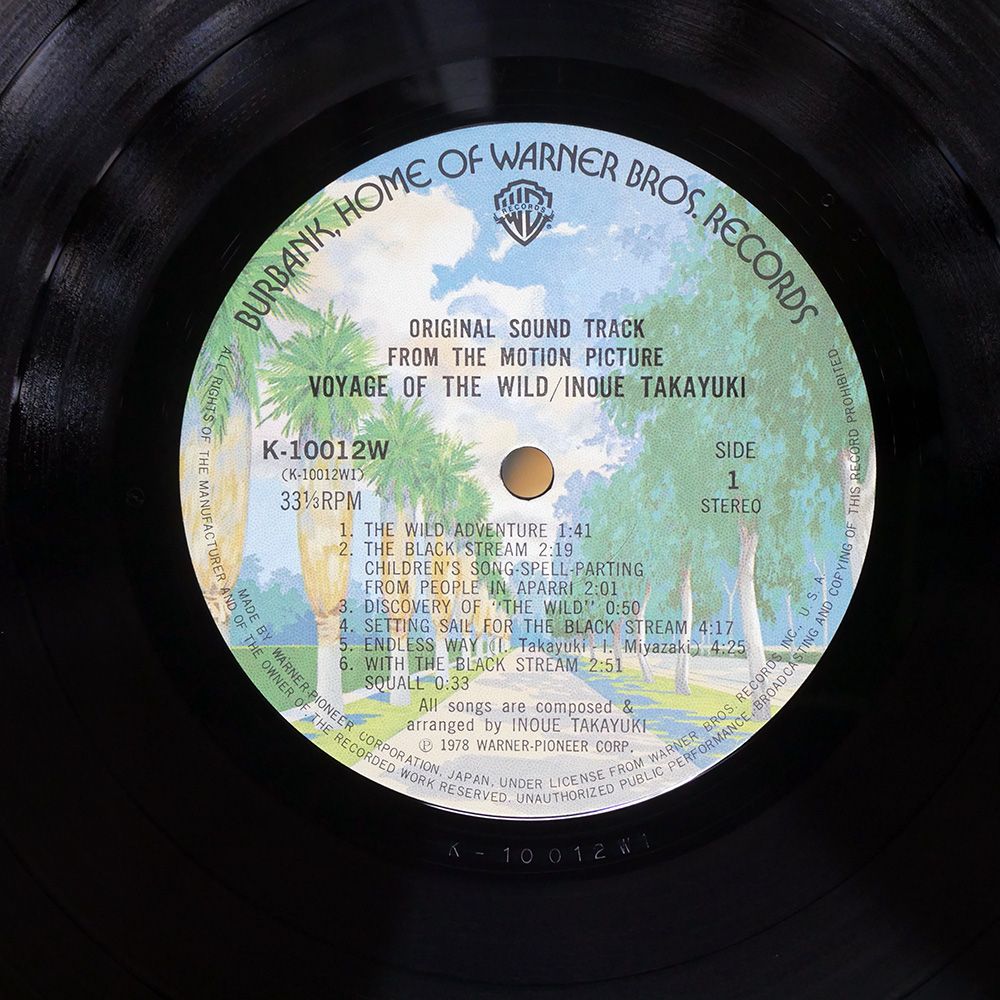 BURBANK, HOME OF WARNER BROS. RECORDS
WB
RECORDS
ORIGINAL SOUND TRACK
FROM THE MOTION PICTURE
VOYAGE OF THE WILD/INOUE TAKAYUKI
K-10012W
(K-10012W1)
33⅓RPM
SIDE
1
STEREO
1. THE WILD ADVENTURE 1:41
2. THE BLACK STREAM 2:19
CHILDREN'S SONG-SPELL-PARTING
FROM PEOPLE IN APARRI 2:01
3. DISCOVERY OF "THE WILD" 0:50
4. SETTING SAIL FOR THE BLACK STREAM 4:17
5. ENDLESS WAY (I. Takayuki - I. Miyazaki) 4:25
6. WITH THE BLACK STREAM 2:51
SQUALL 0:33
All songs are composed &
arranged by INOUE TAKAYUKI
Ⓟ 1978 WARNER-PIONEER CORP.
MADE BY WARNER-PIONEER CORPORATION, JAPAN, UNDER LICENSE FROM WARNER BROS RECORDS INC., U. S. A.
ALL RIGHTS OF THE MANUFACTURER AND OF THE OWNER OF THE RECORDED WORK RESERVED. UNAUTHORIZED PUBLIC PERFORMANCE, BROADCASTING AND COPYING OF THIS RECORD PROHIBITED.
K-10012W1